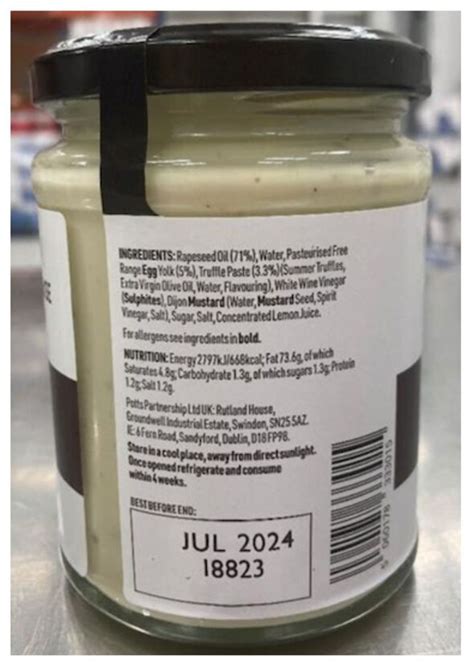 INGREDIENTS: Rapeseed Oil (71%), Water, Pasteurised Free
Range Egg Yolk (5%), Truffle Paste (3.3%)(Summer Truffles,
Extra Virgin Olive Oil, Water, Flavouring), White Wine Vinegar
(Sulphites), Dijon Mustard (Water, Mustard Seed, Spirit
Vinegar, Salt), Sugar, Salt, Concentrated Lemon Juice.
For allergens see ingredients in bold.
NUTRITION: Energy 2797kJ/668kcal; Fat 73.6g, of which
Saturates 4.8g; Carbohydrate 1.3g, of which sugars 1.3g; Protein
1.2g; Salt 1.2g.
Potts Partnership Ltd UK: Rutland House,
Groundwell Industrial Estate, Swindon, SN25 5AZ.
IE: 6 Fern Road, Sandyford, Dublin, D18 FP98.
Store in a cool place, away from direct sunlight.
Once opened refrigerate and consume
within 4 weeks.
BEST BEFORE END:
JUL 2024
18823